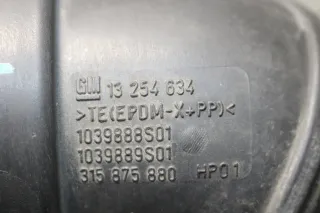 GM 13 254 634
>TE(EPDM-X+PP)<
1039888S01
1039889S01
315 875 880 HP01